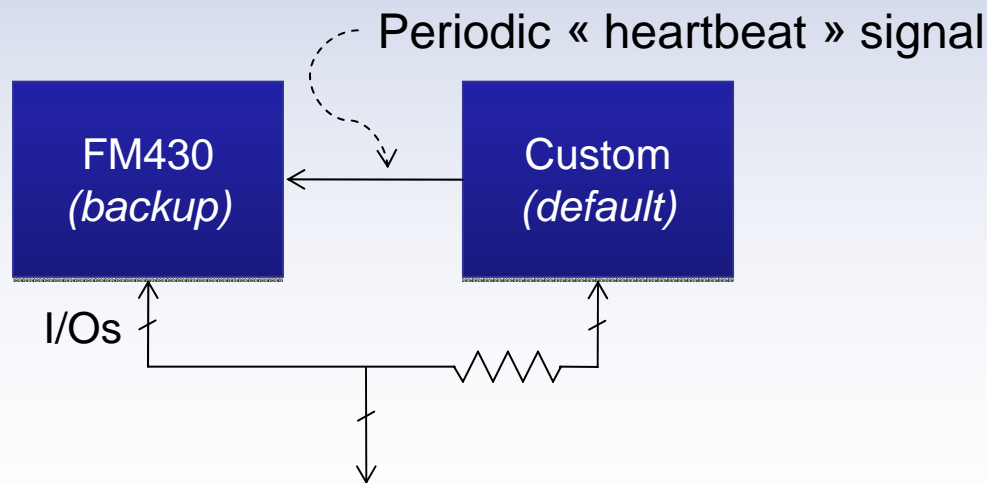 Periodic « heartbeat » signal
FM430
(backup)
Custom
(default)
I/Os